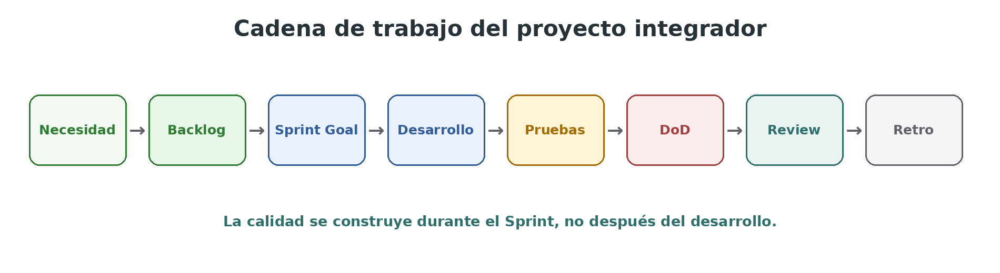 Cadena de trabajo del proyecto integrador
Necesidad → Backlog → Sprint Goal → Desarrollo → Pruebas → DoD → Review → Retro
La calidad se construye durante el Sprint, no después del desarrollo.